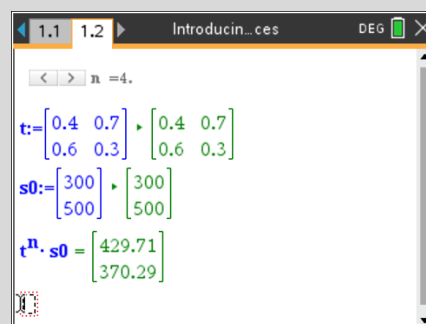 1.1 1.2 Introducin...ces DEG
< > n =4.
t:=[0.4 0.7 0.6 0.3] ▸ [0.4 0.7 0.6 0.3]
s0:=[300 500] ▸ [300 500]
tⁿ· s0 = [429.71 370.29]